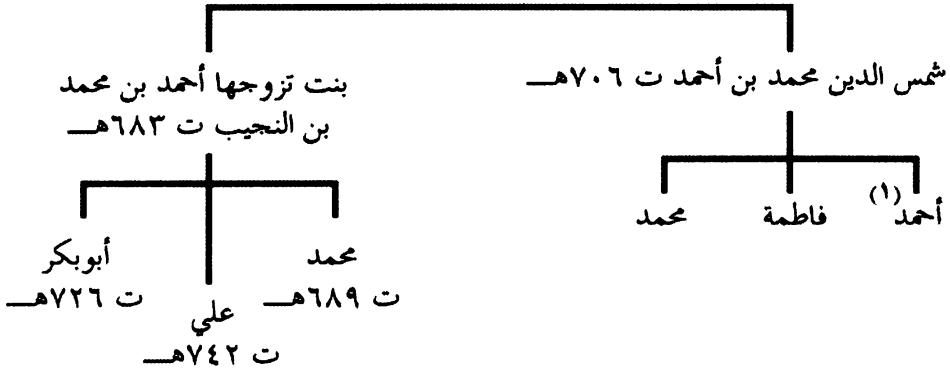 شمس الدين محمد بن أحمد ت ٧٠٦هـ
بنت تزوجها أحمد بن محمد
بن النجيب ت ٦٨٣هـ
أحمد (١)
فاطمة
محمد
محمد
ت ٦٨٩هـ
علي
ت ٧٤٢هـ
أبوبكر
ت ٧٢٦هـ